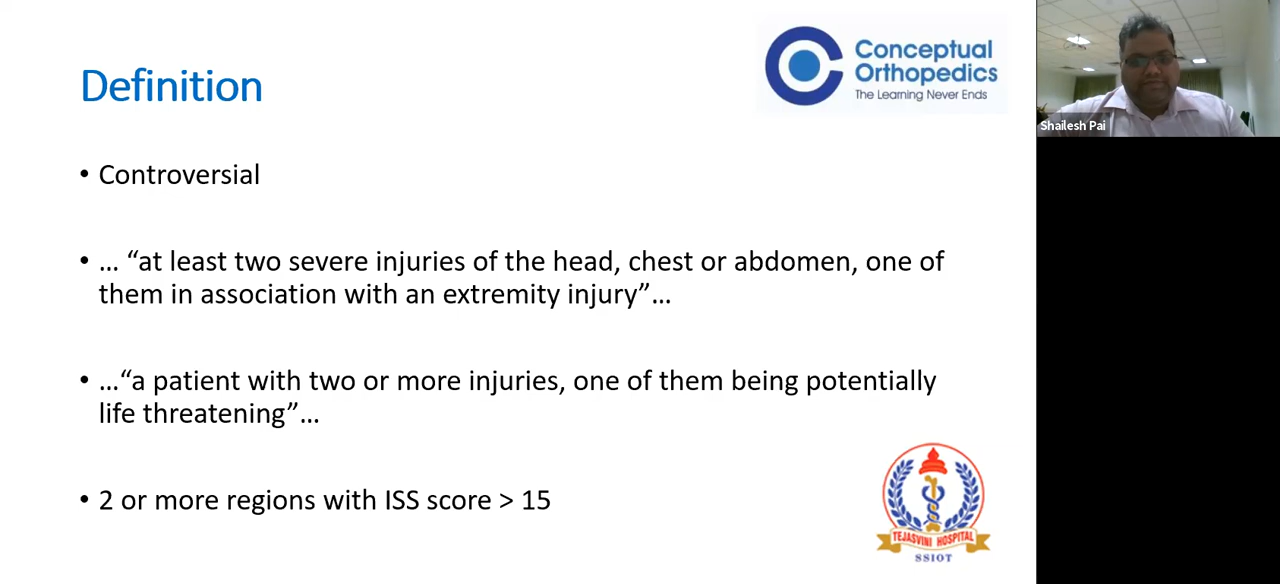 Definition
Conceptual
Orthopedics
The Learning Never Ends
Shailesh Pai
• Controversial
• ... “at least two severe injuries of the head, chest or abdomen, one of
them in association with an extremity injury”...
• ...“a patient with two or more injuries, one of them being potentially
life threatening”...
• 2 or more regions with ISS score > 15
TEJASVINI HOSPITAL
SSIOT